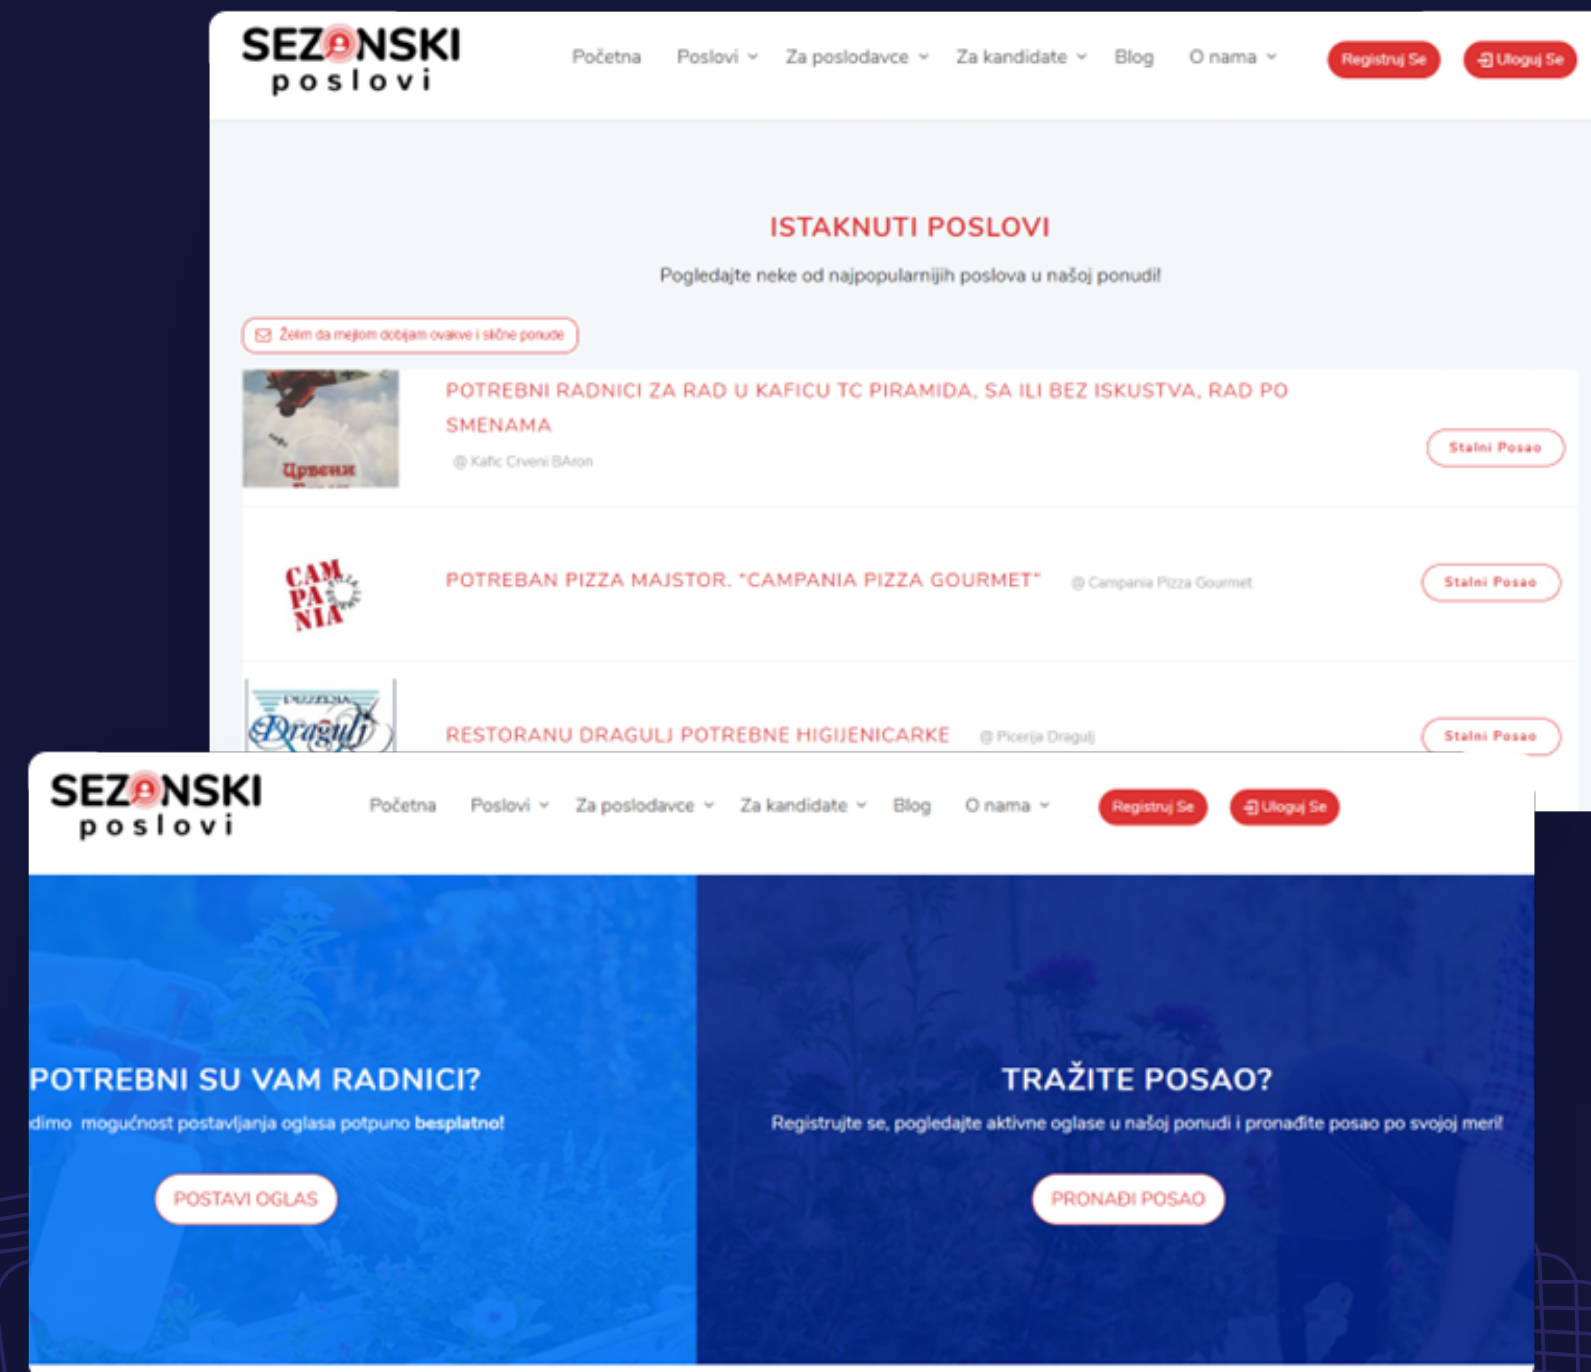 SEZONSKI
poslovi
Početna Poslovi Za poslodavce Za kandidate Blog O nama Registruj Se Uloguj Se
ISTAKNUTI POSLOVI
Pogledajte neke od najpopularnijih poslova u našoj ponudi!
Želim da mejlom dobijam ovakve i slične ponude
POTREBNI RADNICI ZA RAD U KAFICU TC PIRAMIDA, SA ILI BEZ ISKUSTVA, RAD PO
SMENAMA
@ Kafic Crveni BAron
Stalni Posao
Црвени
CAM
PA
NIA
POTREBAN PIZZA MAJSTOR. “CAMPANIA PIZZA GOURMET” @ Campania Pizza Gourmet
Stalni Posao
Dragulj
RESTORANU DRAGULJ POTREBNE HIGIJENICARKE @ Picerija Dragulj
Stalni Posao
SEZONSKI
poslovi
Početna Poslovi Za poslodavce Za kandidate Blog O nama Registruj Se Uloguj Se
POTREBNI SU VAM RADNICI?
dimo mogućnost postavljanja oglasa potpuno besplatno!
POSTAVI OGLAS
TRAŽITE POSAO?
Registrujte se, pogledajte aktivne oglase u našoj ponudi i pronađite posao po svojoj meri!
PRONAĐI POSAO